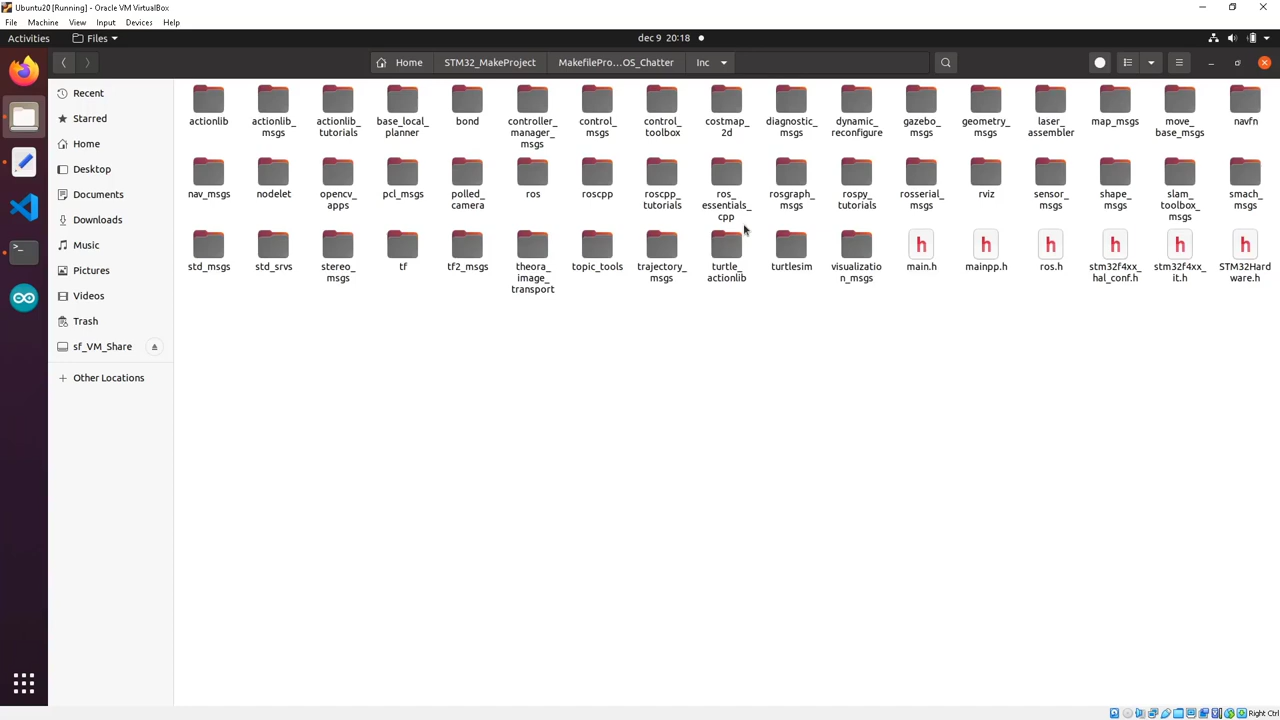 Ubuntu20 [Running] - Oracle VM VirtualBox
File Machine View Input Devices Help
Activities Files dec 9 20:18
Home STM32_MakeProject MakefilePro...OS_Chatter Inc
Recent
Starred
Home
Desktop
Documents
Downloads
Music
Pictures
Videos
Trash
sf_VM_Share
Other Locations
actionlib
actionlib_
msgs
actionlib_
tutorials
base_local_
planner
bond
controller_
manager_
msgs
control_
msgs
control_
toolbox
costmap_
2d
diagnostic_
msgs
dynamic_
reconfigure
gazebo_
msgs
geometry_
msgs
laser_
assembler
map_msgs
move_
base_msgs
navfn
nav_msgs
nodelet
opencv_
apps
pcl_msgs
polled_
camera
ros
roscpp
roscpp_
tutorials
ros_
essentials_
cpp
rosgraph_
msgs
rospy_
tutorials
rosserial_
msgs
rviz
sensor_
msgs
shape_
msgs
slam_
toolbox_
msgs
smach_
msgs
std_msgs
std_srvs
stereo_
msgs
tf
tf2_msgs
theora_
image_
transport
topic_tools
trajectory_
msgs
turtle_
actionlib
turtlesim
visualizatio
n_msgs
h
main.h
h
mainpp.h
h
ros.h
h
stm32f4xx_
hal_conf.h
h
stm32f4xx_
it.h
h
STM32Hard
ware.h
Right Ctrl